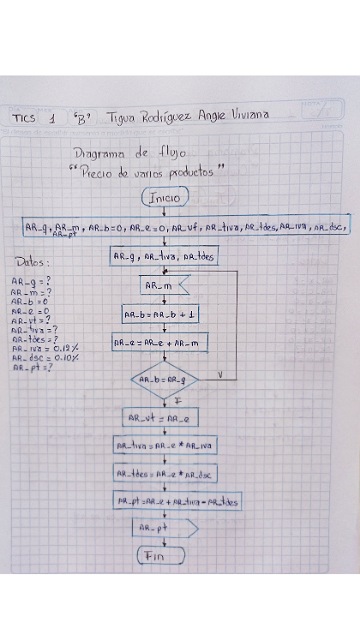 TICS 1 "B" Tigua Rodríguez Angie Viviana
Diagrama de flujo
"Precio de varios productos"
Inicio
AR_g, AR_m, AR_b=0, AR_e=0, AR_vt, AR_tiva, AR_tdes, AR_iva, AR_dsc,
AR_pt
AR_g, AR_tiva, AR_tdes
Datos:
AR_g = ?
AR_m = ?
AR_b = 0
AR_e = 0
AR_vt = ?
AR_tiva = ?
AR_tdes = ?
AR_iva = 0.12%
AR_dsc = 0.10%
AR_pt = ?
AR_m
AR_b = AR_b + 1
AR_e = AR_e + AR_m
AR_b = AR_g
V
F
AR_vt = AR_e
AR_tiva = AR_e * AR_iva
AR_tdes = AR_e * AR_dsc
AR_pt = AR_e + AR_tiva - AR_tdes
AR_pt
Fin